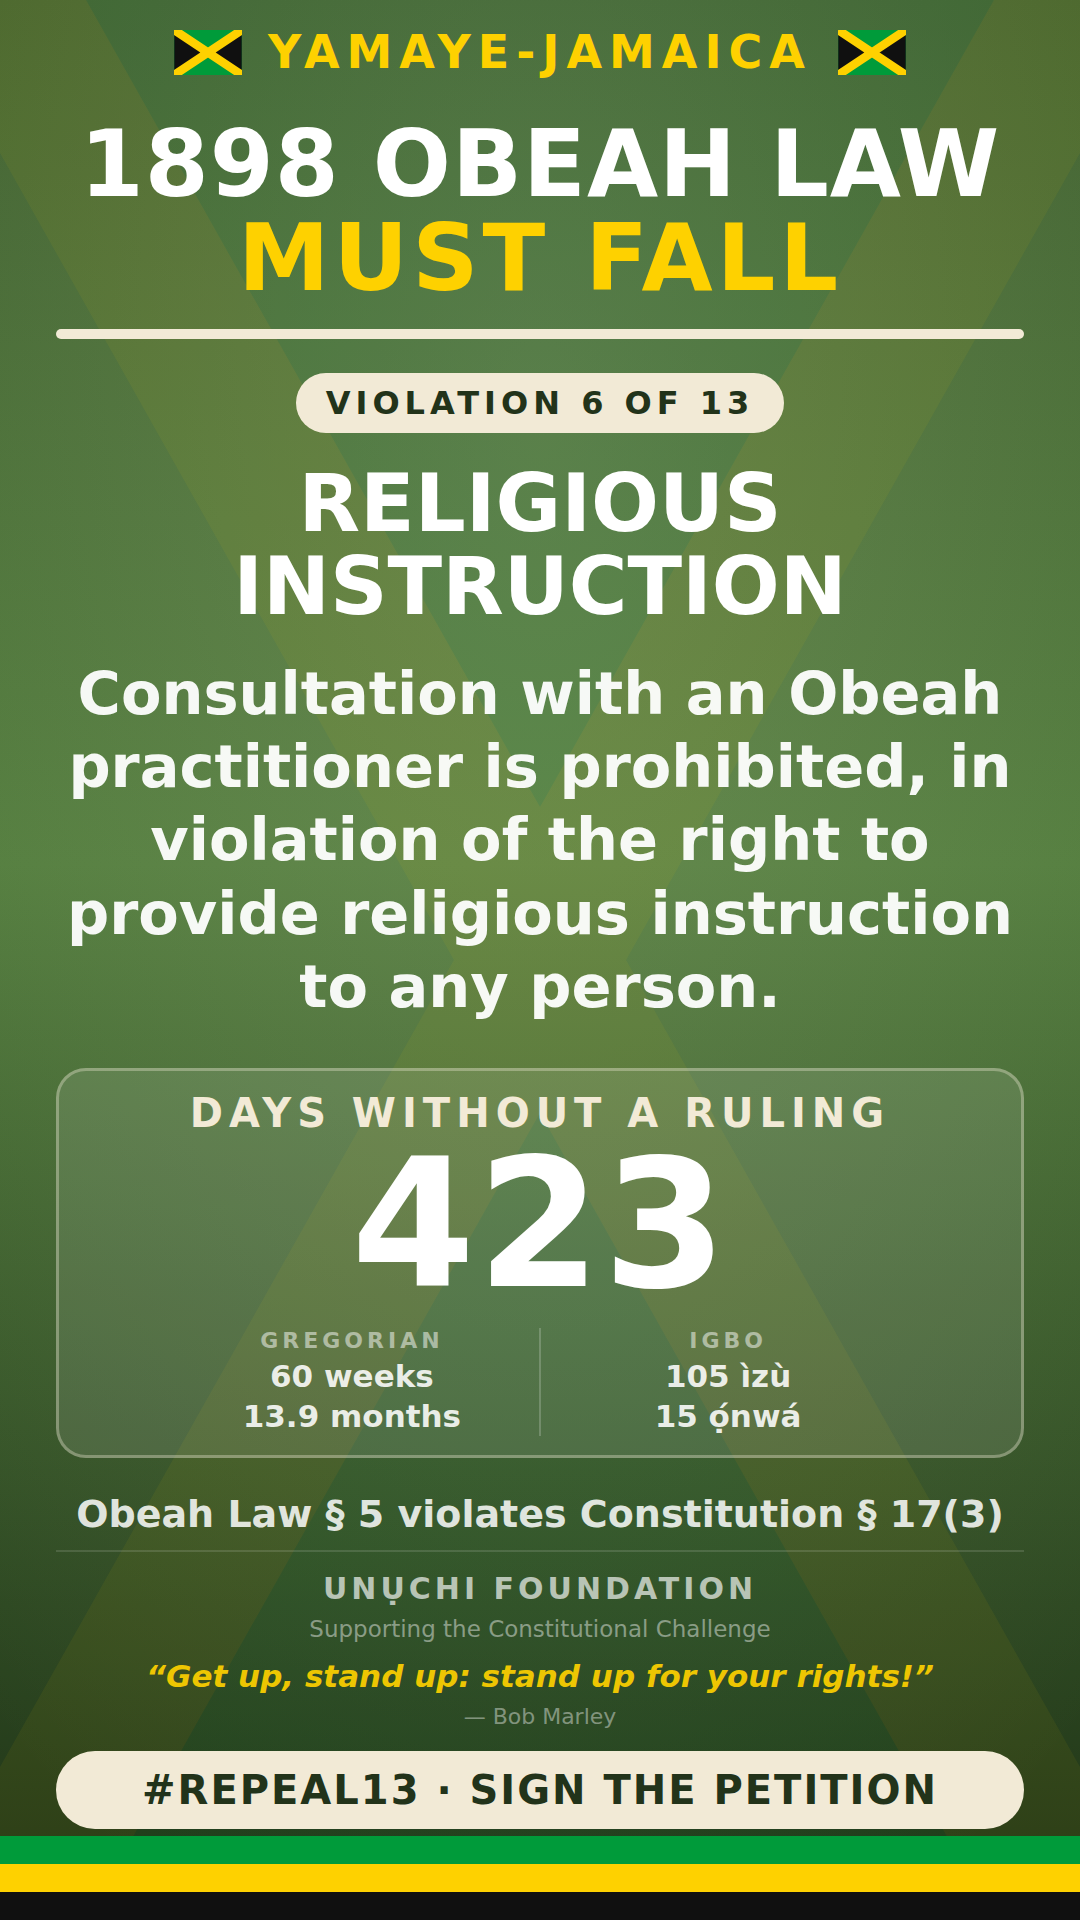 YAMAYE-JAMAICA
1898 OBEAH LAW
MUST FALL
VIOLATION 6 OF 13
RELIGIOUS
INSTRUCTION
Consultation with an Obeah
practitioner is prohibited, in
violation of the right to
provide religious instruction
to any person.
DAYS WITHOUT A RULING
423
GREGORIAN
60 weeks
13.9 months
IGBO
105 ìzù
15 ọ́nwá
Obeah Law § 5 violates Constitution § 17(3)
UNỤCHI FOUNDATION
Supporting the Constitutional Challenge
“Get up, stand up: stand up for your rights!”
— Bob Marley
#REPEAL13 · SIGN THE PETITION